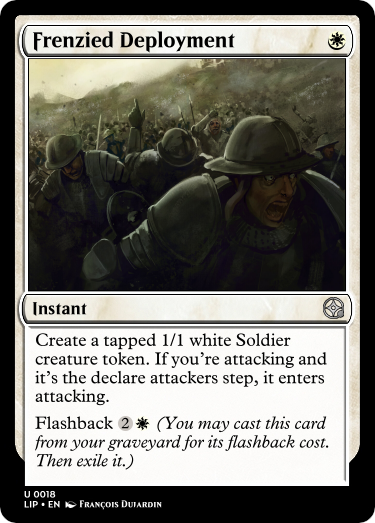 Frenzied Deployment
Instant
Create a tapped 1/1 white Soldier
creature token. If you're attacking and
it's the declare attackers step, it enters
attacking.
Flashback 2 (You may cast this card
from your graveyard for its flashback cost.
Then exile it.)
U 0018
LIP • EN François Dujardin